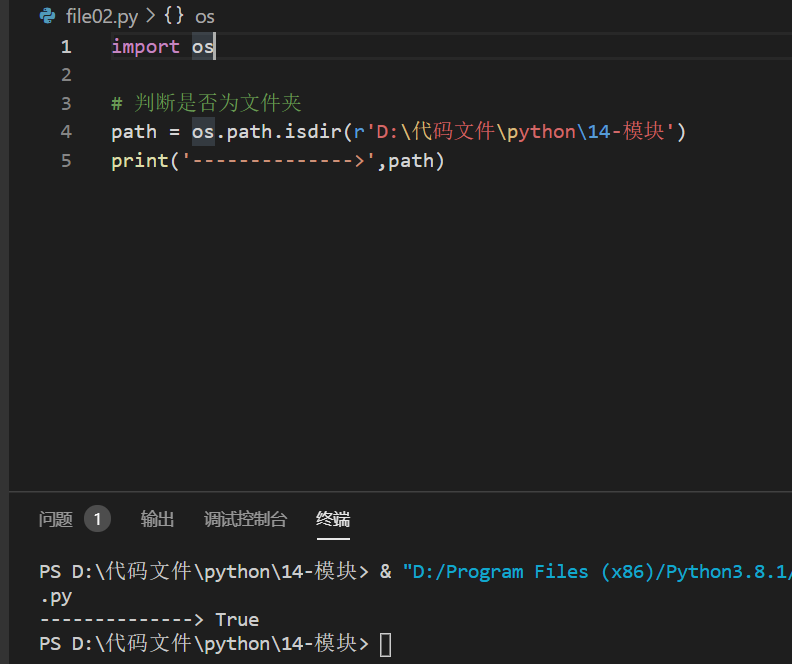 file02.py > {} os
1 import os
2
3 # 判断是否为文件夹
4 path = os.path.isdir(r'D:\代码文件\python\14-模块')
5 print('-------------->',path)
问题 1 输出 调试控制台 终端
PS D:\代码文件\python\14-模块> & "D:/Program Files (x86)/Python3.8.1/
.py
--------------> True
PS D:\代码文件\python\14-模块>